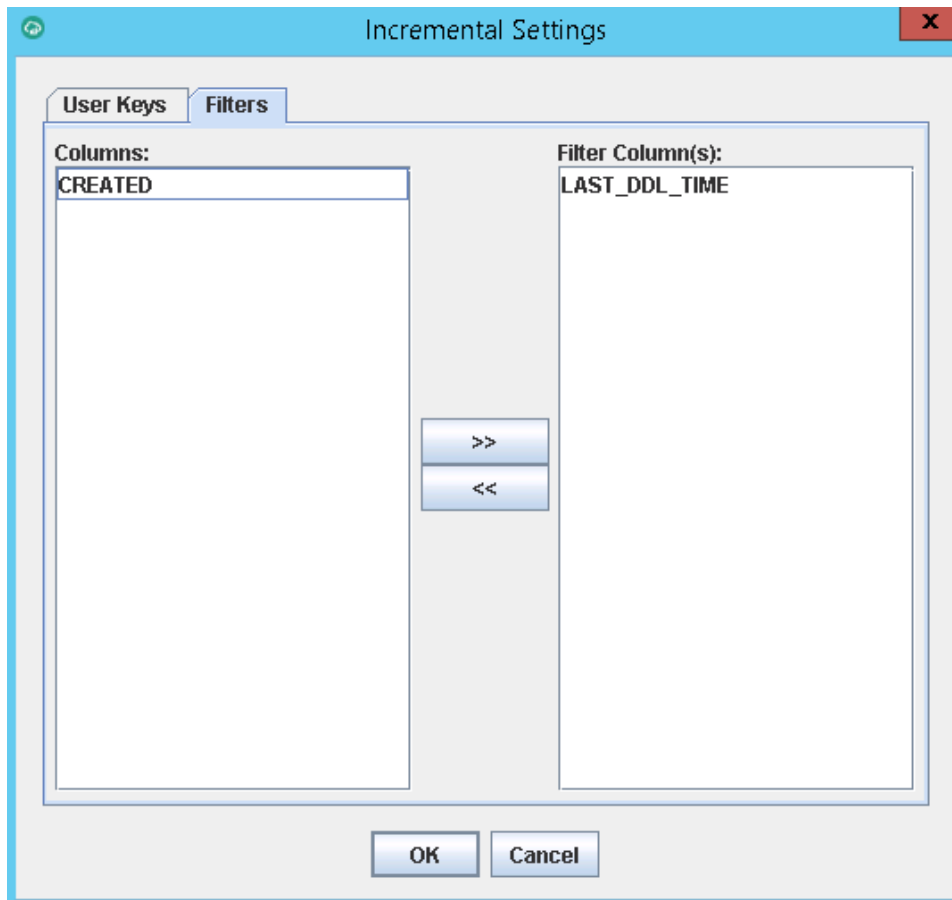 Incremental Settings
x
User Keys
Filters
Columns:
Filter Column(s):
CREATED
LAST_DDL_TIME
>>
<<
OK
Cancel